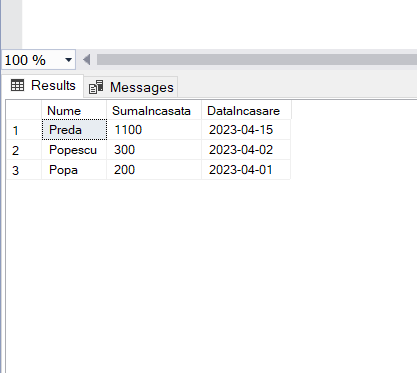 100 %
Results Messages
Nume SumaIncasata DataIncasare
1 Preda 1100 2023-04-15
2 Popescu 300 2023-04-02
3 Popa 200 2023-04-01